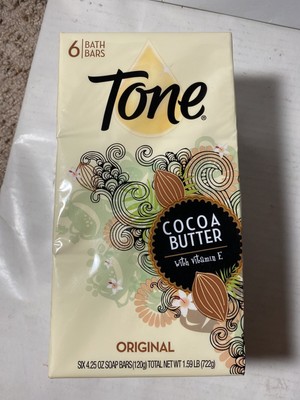 6 BATH
BARS
Tone®
COCOA
BUTTER
with Vitamin E
ORIGINAL
SIX 4.25 OZ SOAP BARS (120g) TOTAL NET WT 1.59 LB (722g)